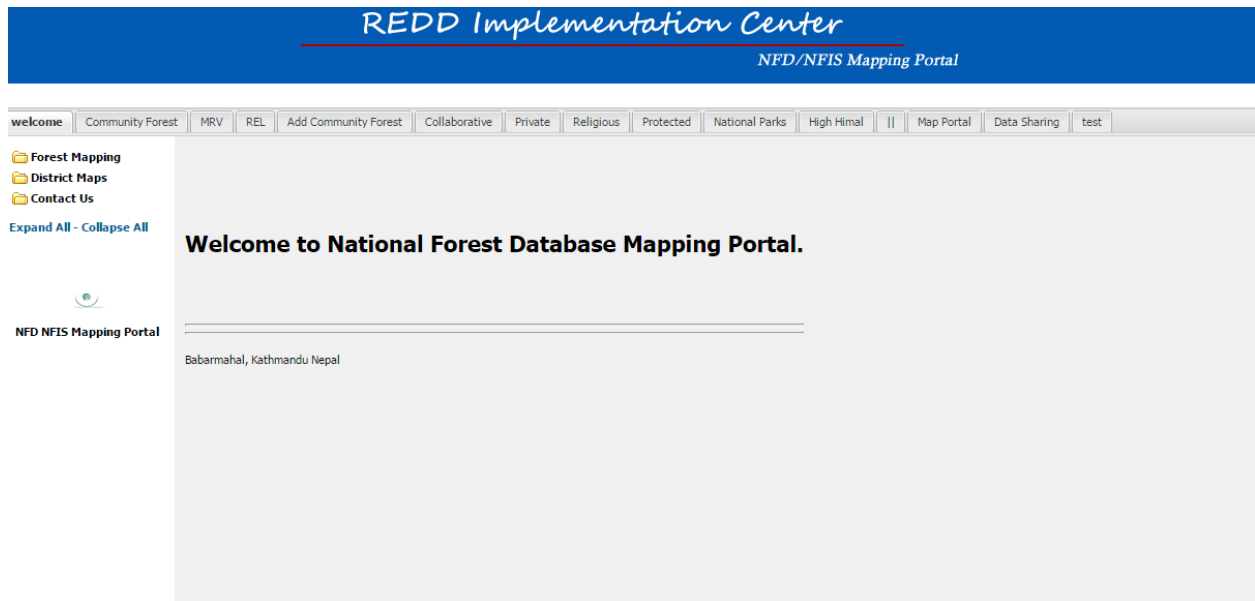 REDD Implementation Center
NFD/NFIS Mapping Portal
welcome Community Forest MRV REL Add Community Forest Collaborative Private Religious Protected National Parks High Himal || Map Portal Data Sharing test
Forest Mapping
District Maps
Contact Us
Expand All - Collapse All
Welcome to National Forest Database Mapping Portal.
NFD NFIS Mapping Portal
Babarmahal, Kathmandu Nepal